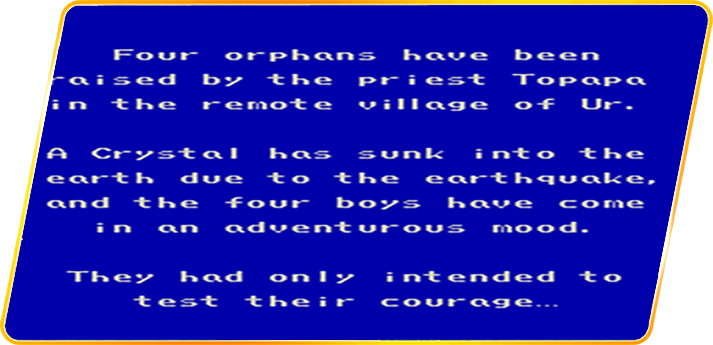 Four orphans have been
raised by the priest Topapa
in the remote village of Ur.
A Crystal has sunk into the
earth due to the earthquake,
and the four boys have come
in an adventurous mood.
They had only intended to
test their courage…